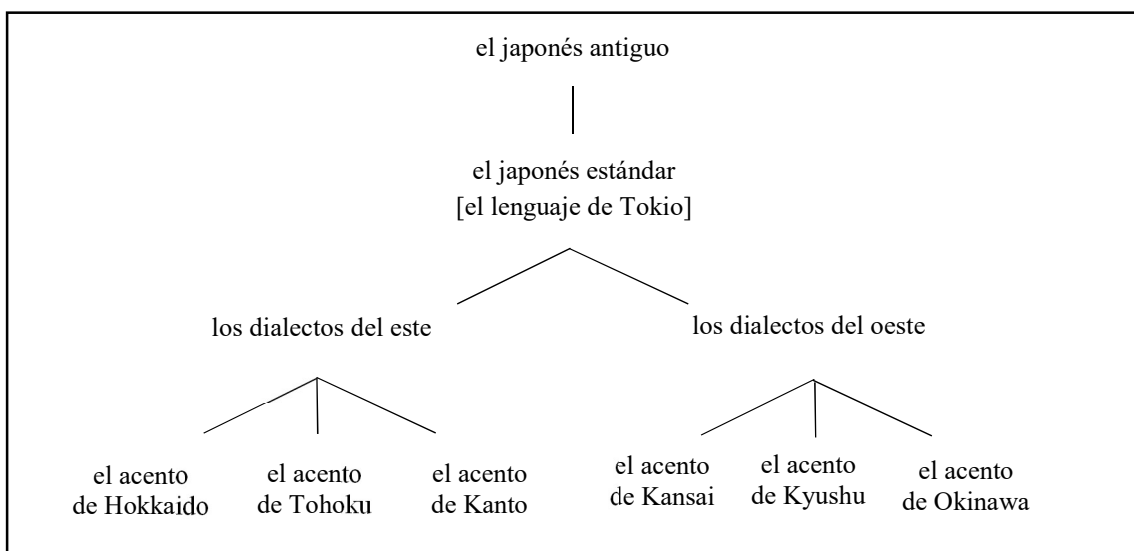 el japonés antiguo
el japonés estándar
[el lenguaje de Tokio]
los dialectos del este
los dialectos del oeste
el acento
de Hokkaido
el acento
de Tohoku
el acento
de Kanto
el acento
de Kansai
el acento
de Kyushu
el acento
de Okinawa